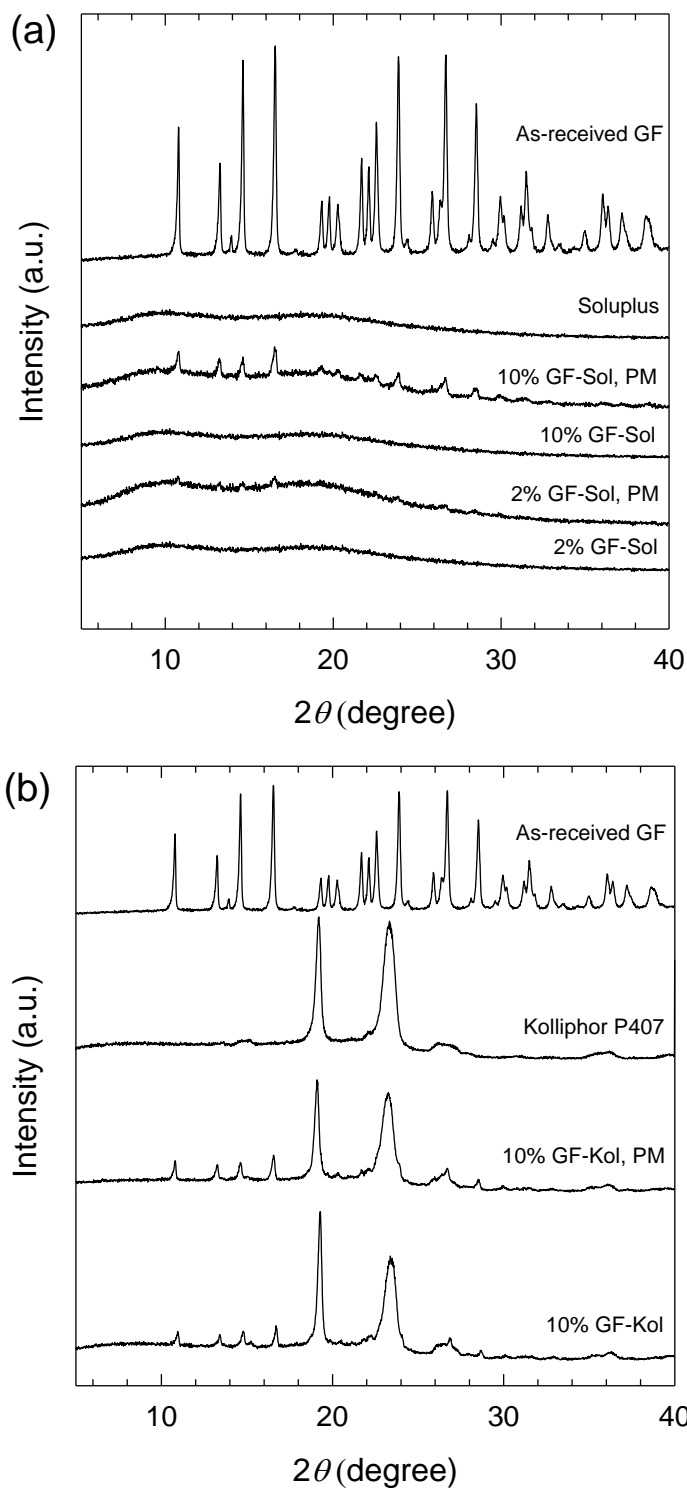 (a)
As-received GF
Soluplus
10% GF-Sol, PM
10% GF-Sol
2% GF-Sol, PM
2% GF-Sol
Intensity (a.u.)
10 20 30 40
2θ (degree)
(b)
As-received GF
Kolliphor P407
10% GF-Kol, PM
10% GF-Kol
Intensity (a.u.)
10 20 30 40
2θ (degree)